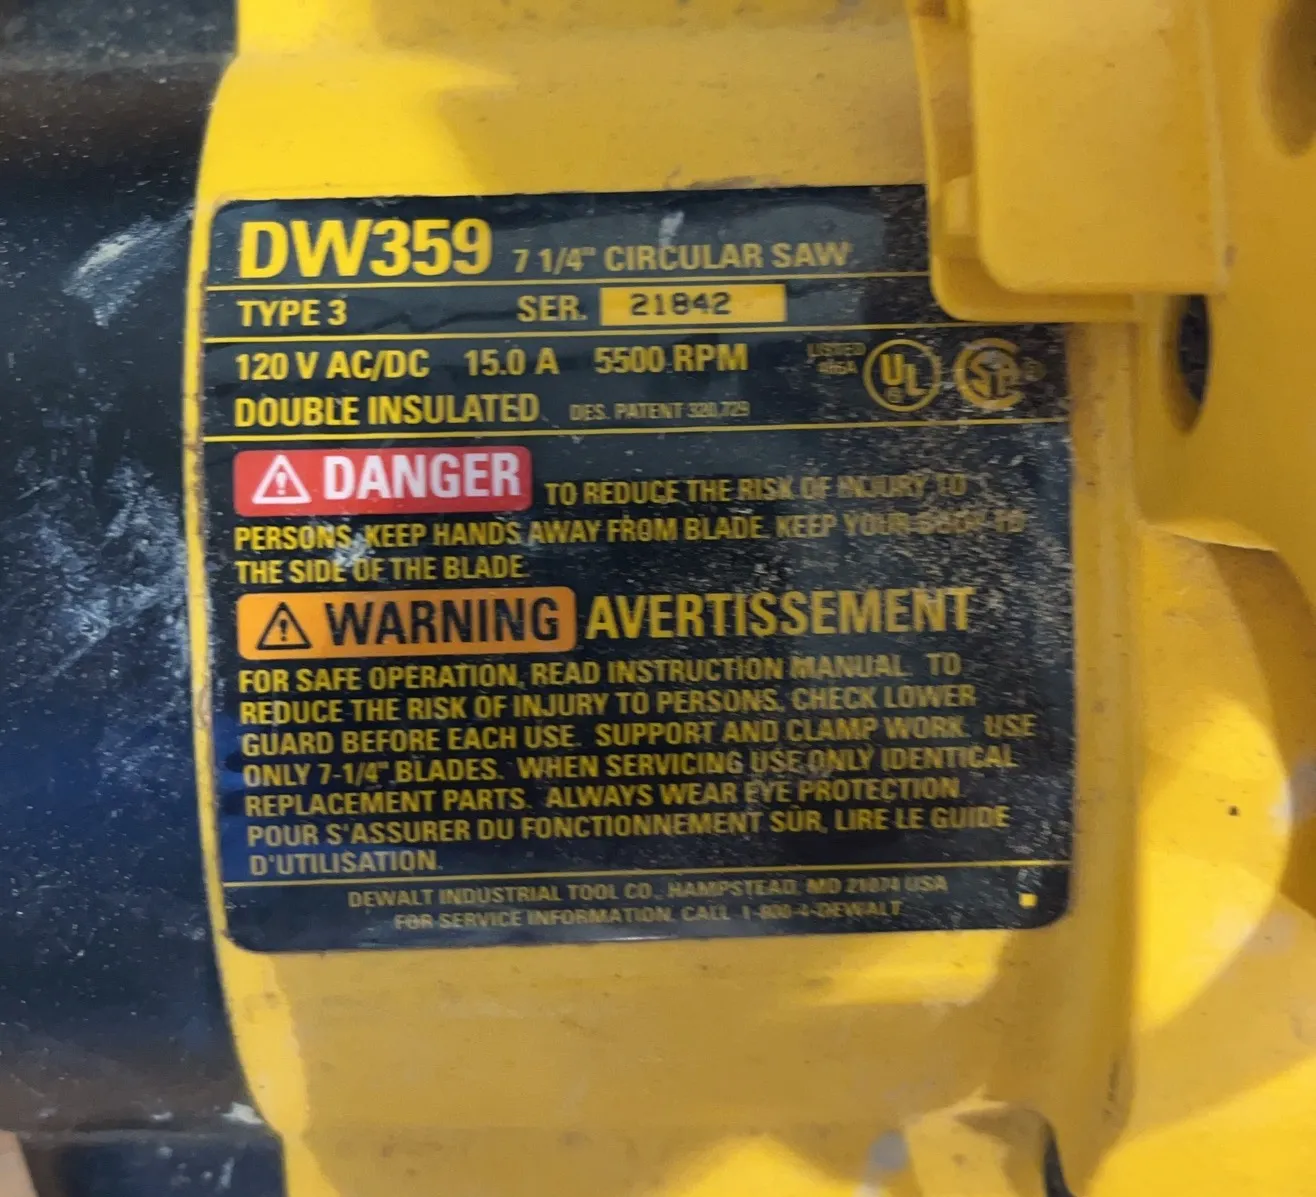 DW359 7 1/4" CIRCULAR SAW
TYPE 3 SER. 21842
120 V AC/DC 15.0 A 5500 RPM
LISTED
DOUBLE INSULATED DES. PATENT 320,729
UL
SA
DANGER TO REDUCE THE RISK OF INJURY TO
PERSONS, KEEP HANDS AWAY FROM BLADE. KEEP YOUR BODY TO
THE SIDE OF THE BLADE.
WARNING AVERTISSEMENT
FOR SAFE OPERATION, READ INSTRUCTION MANUAL. TO
REDUCE THE RISK OF INJURY TO PERSONS, CHECK LOWER
GUARD BEFORE EACH USE. SUPPORT AND CLAMP WORK. USE
ONLY 7-1/4" BLADES. WHEN SERVICING USE ONLY IDENTICAL
REPLACEMENT PARTS. ALWAYS WEAR EYE PROTECTION.
POUR S'ASSURER DU FONCTIONNEMENT SÛR, LIRE LE GUIDE
D'UTILISATION.
DEWALT INDUSTRIAL TOOL CO., HAMPSTEAD, MD 21074 USA
FOR SERVICE INFORMATION, CALL 1-800-4-DEWALT